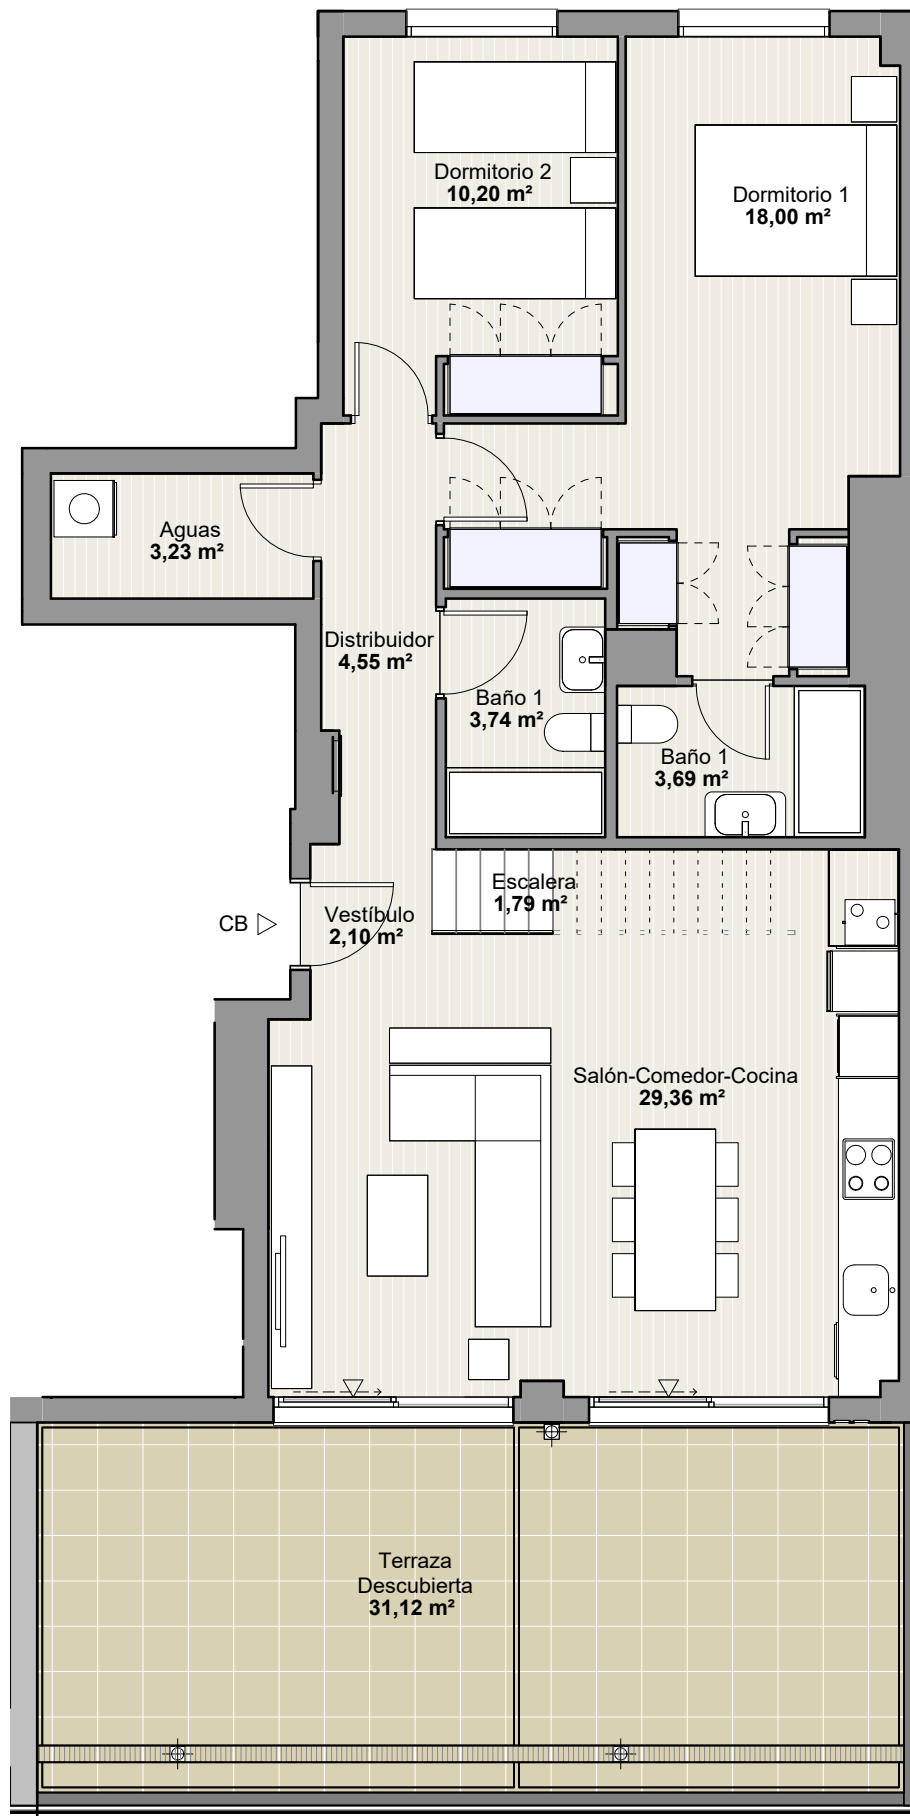 Dormitorio 2
10,20 m²
Dormitorio 1
18,00 m²
Aguas
3,23 m²
Distribuidor
4,55 m²
Baño 1
3,74 m²
Baño 1
3,69 m²
Escalera
1,79 m²
CB
Vestíbulo
2,10 m²
Salón-Comedor-Cocina
29,36 m²
Terraza
Descubierta
31,12 m²